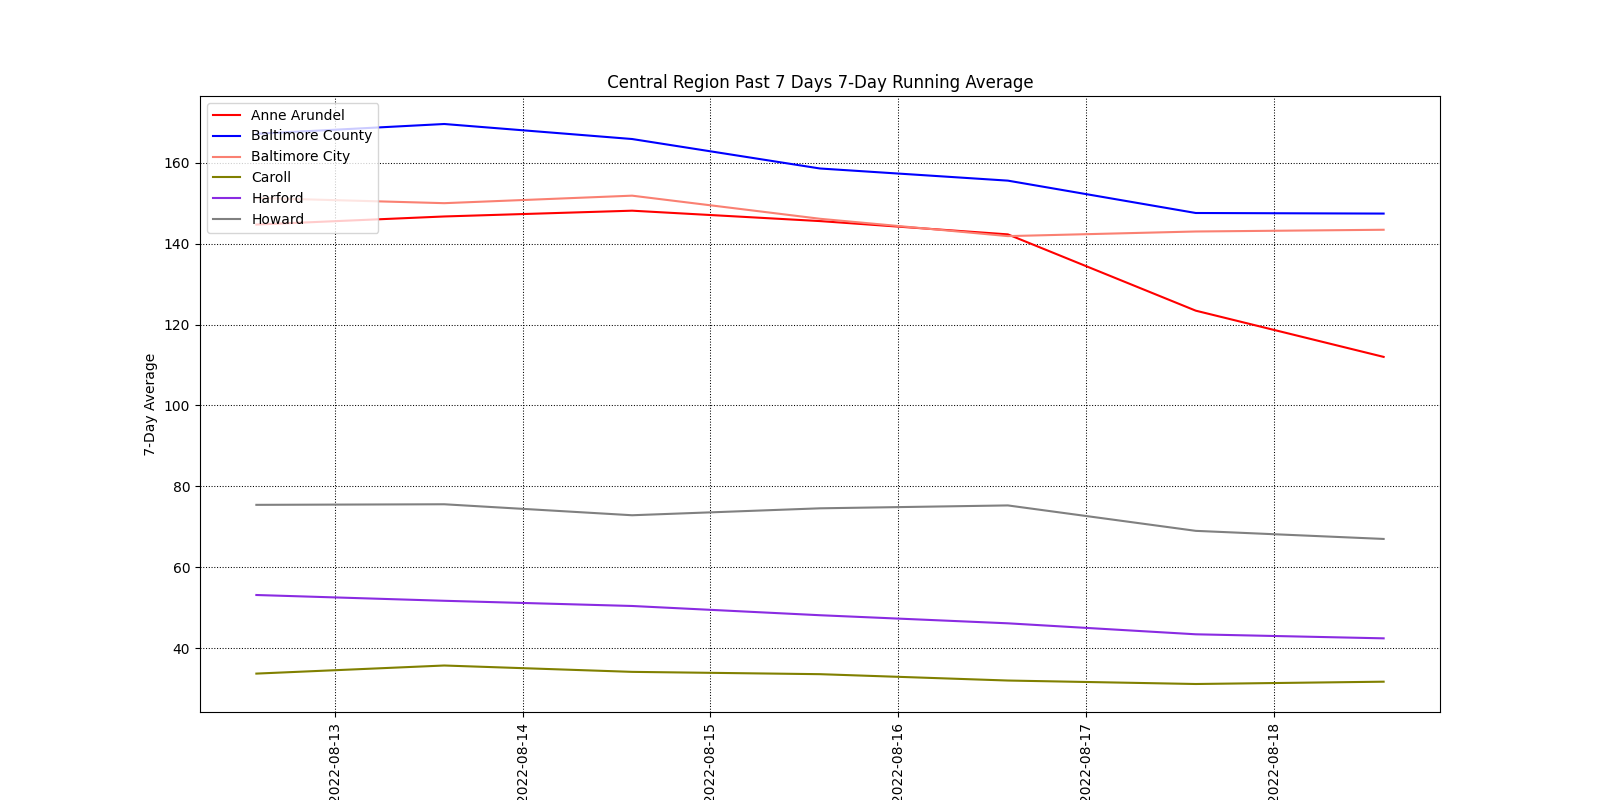 Central Region Past 7 Days 7-Day Running Average
Anne Arundel
Baltimore County
Baltimore City
Caroll
Harford
Howard
160
140
120
100
80
60
40
7-Day Average
2022-08-13
2022-08-14
2022-08-15
2022-08-16
2022-08-17
2022-08-18